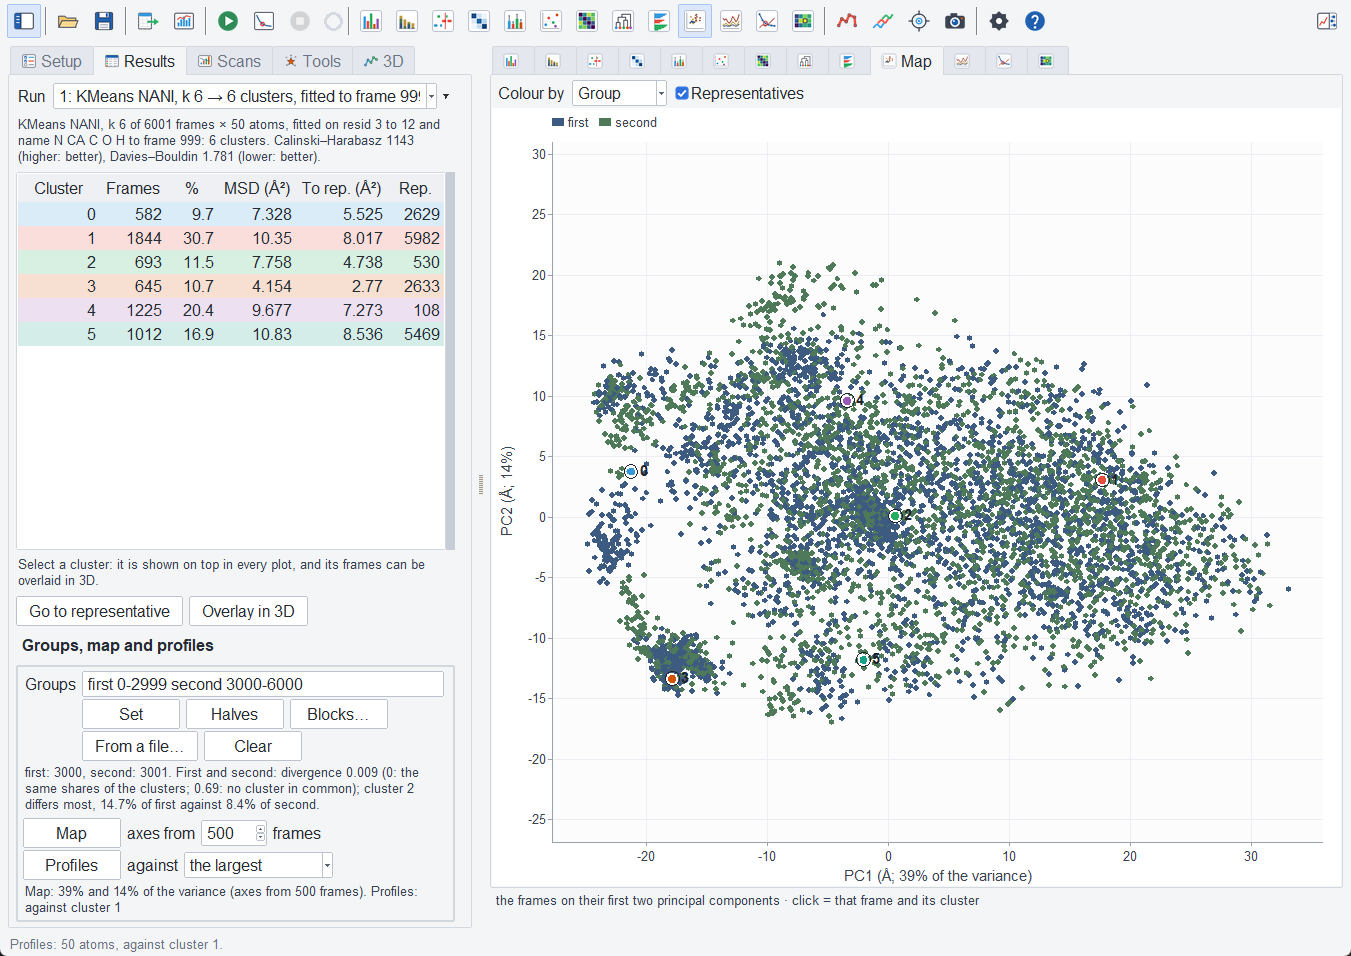 Setup
Results
Scans
Tools
3D
Map
Run 1: KMeans NANI, k 6 → 6 clusters, fitted to frame 999
KMeans NANI, k 6 of 6001 frames × 50 atoms, fitted on resid 3 to 12 and
name N CA C O H to frame 999: 6 clusters. Calinski–Harabasz 1143
(higher: better), Davies–Bouldin 1.781 (lower: better).
Cluster Frames % MSD (Å²) To rep. (Å²) Rep.
0 582 9.7 7.328 5.525 2629
1 1844 30.7 10.35 8.017 5982
2 693 11.5 7.758 4.738 530
3 645 10.7 4.154 2.77 2633
4 1225 20.4 9.677 7.273 108
5 1012 16.9 10.83 8.536 5469
Select a cluster: it is shown on top in every plot, and its frames can be
overlaid in 3D.
Go to representative
Overlay in 3D
Groups, map and profiles
Groups first 0-2999 second 3000-6000
Set Halves Blocks…
From a file… Clear
first: 3000, second: 3001. First and second: divergence 0.009 (0: the
same shares of the clusters; 0.69: no cluster in common); cluster 2
differs most, 14.7% of first against 8.4% of second.
Map axes from 500 frames
Profiles against the largest
Map: 39% and 14% of the variance (axes from 500 frames). Profiles:
against cluster 1
Profiles: 50 atoms, against cluster 1.
Colour by Group Representatives
first second
30
25
20
15
10
5
0
-5
-10
-15
-20
-25
PC2 (Å; 14%)
4
0
1
2
5
3
-20 -10 0 10 20 30
PC1 (Å; 39% of the variance)
the frames on their first two principal components · click = that frame and its cluster